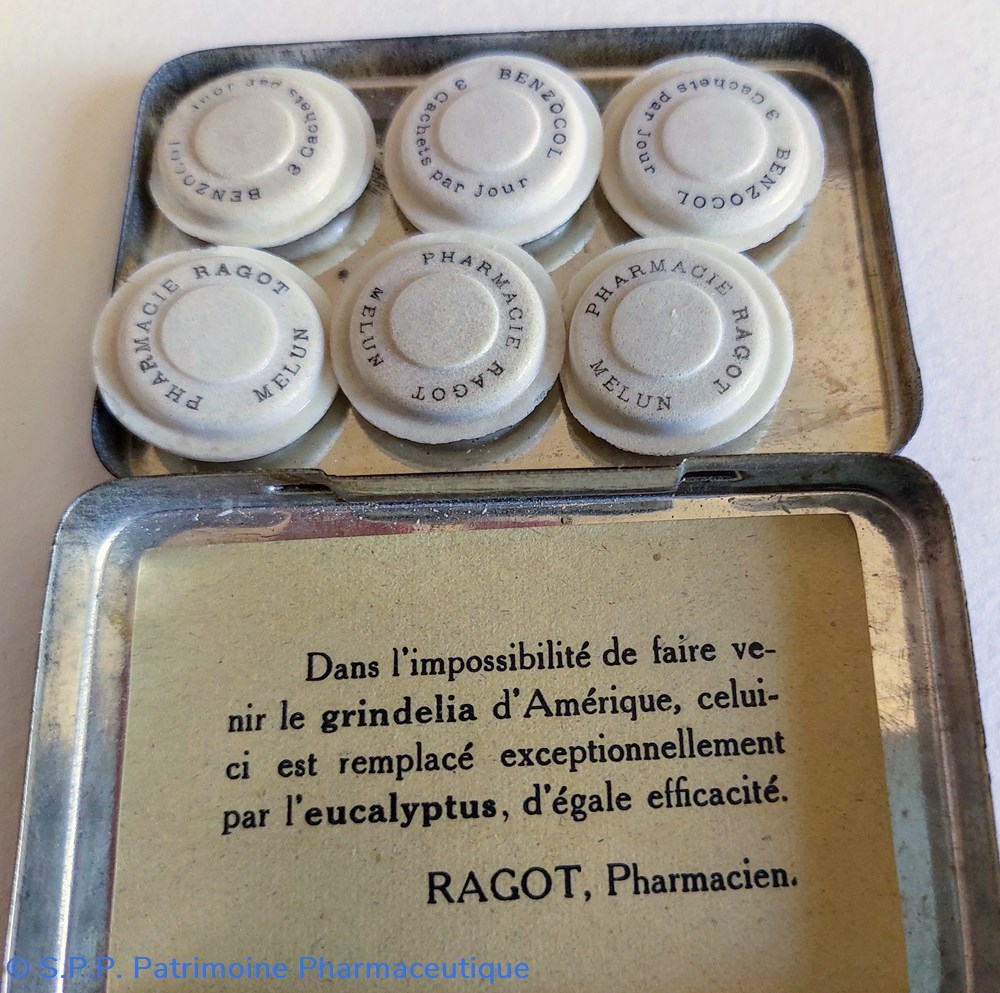 BENZOCOL 3 Cachets par Jour
BENZOCOL 3 Cachets par Jour
3 Cachets par Jour BENZOCOL
PHARMACIE RAGOT MELUN
PHARMACIE RAGOT MELUN
PHARMACIE RAGOT MELUN
Dans l'impossibilité de faire ve-
nir le grindelia d'Amérique, celui-
ci est remplacé exceptionnellement
par l'eucalyptus, d'égale efficacité.
RAGOT, Pharmacien.
© S.P.P. Patrimoine Pharmaceutique